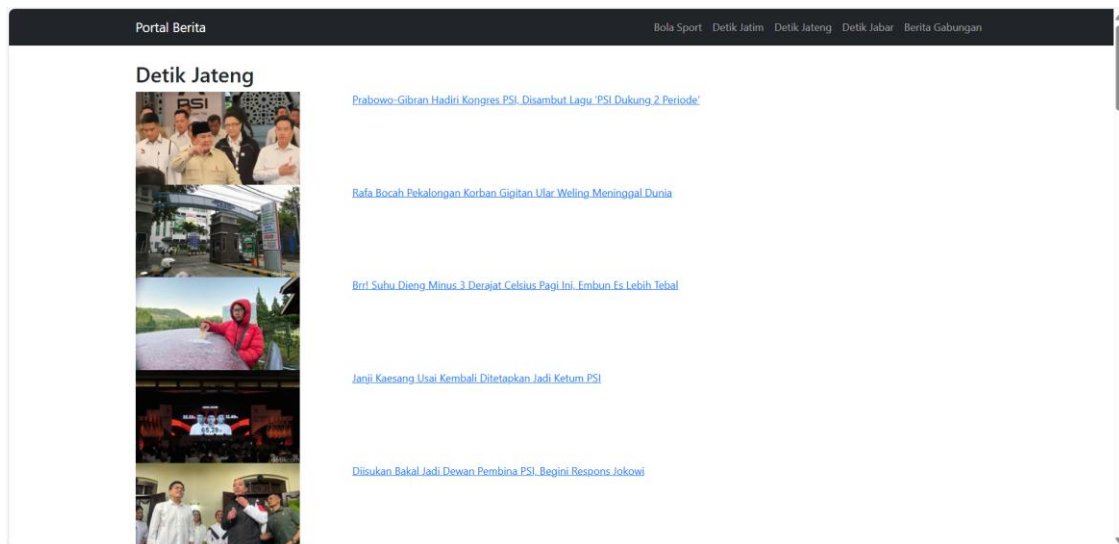 Portal Berita
Bola Sport Detik Jatim Detik Jateng Detik Jabar Berita Gabungan
Detik Jateng
PSI
Prabowo-Gibran Hadiri Kongres PSI, Disambut Lagu 'PSI Dukung 2 Periode'
Rafa Bocah Pekalongan Korban Gigitan Ular Weling Meninggal Dunia
Brr! Suhu Dieng Minus 3 Derajat Celsius Pagi Ini, Embun Es Lebih Tebal
Janji Kaesang Usai Kembali Ditetapkan Jadi Ketum PSI
Diisukan Bakal Jadi Dewan Pembina PSI, Begini Respons Jokowi